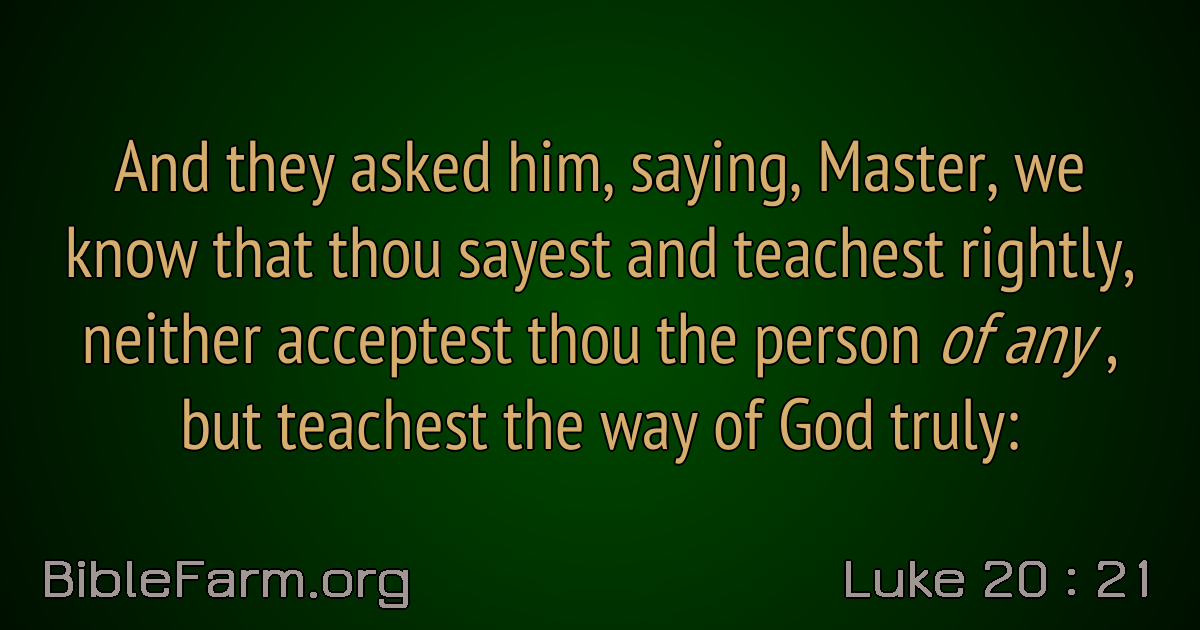 And they asked him, saying, Master, we
know that thou sayest and teachest rightly,
neither acceptest thou the person of any ,
but teachest the way of God truly:
BibleFarm.org
Luke 20 : 21